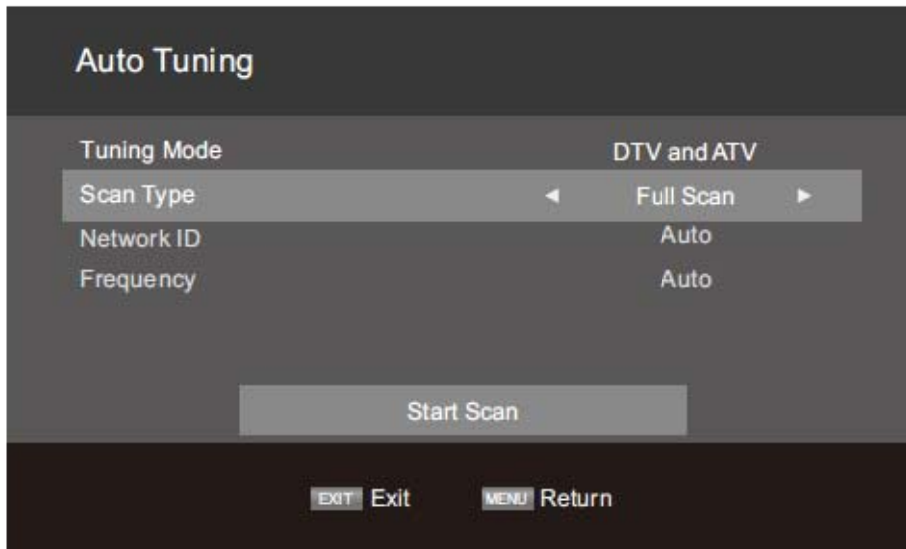 Auto Tuning
Tuning Mode DTV and ATV
Scan Type ◄ Full Scan ►
Network ID Auto
Frequency Auto
Start Scan
EXIT Exit MENU Return